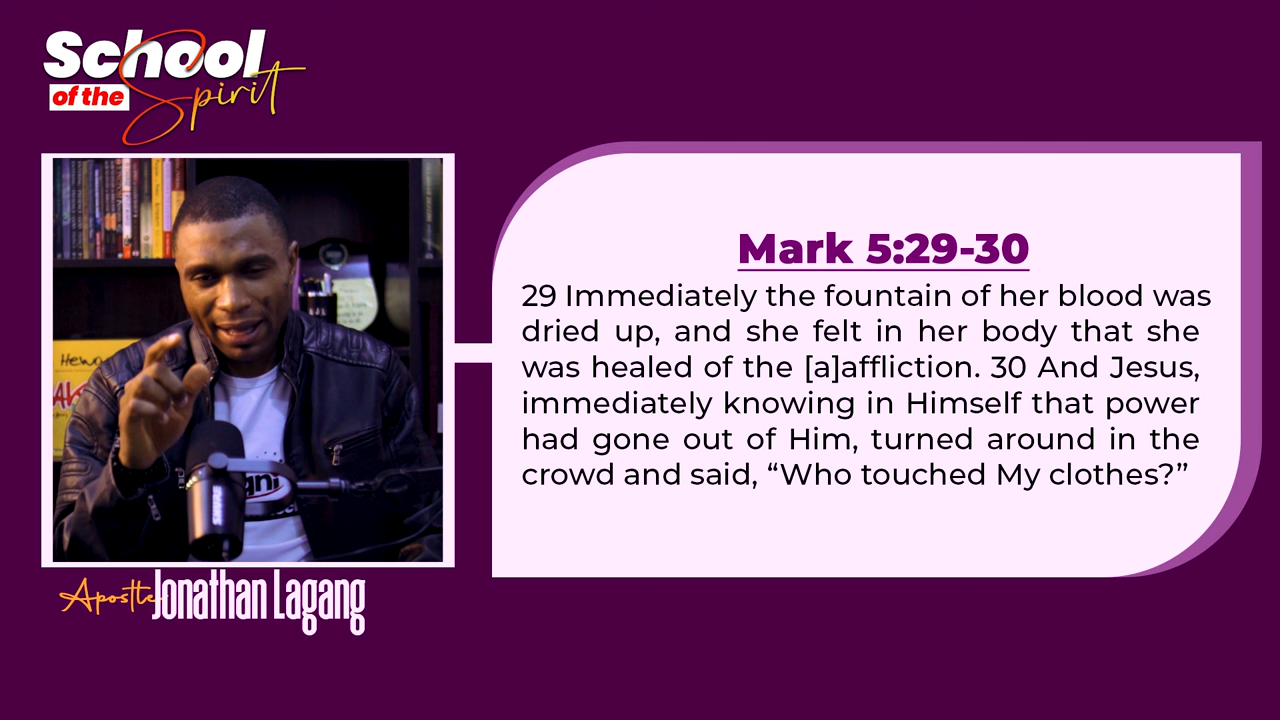 School
of the Spirit
Mark 5:29-30
29 Immediately the fountain of her blood was
dried up, and she felt in her body that she
was healed of the [a]affliction. 30 And Jesus,
immediately knowing in Himself that power
had gone out of Him, turned around in the
crowd and said, “Who touched My clothes?”
Apostle Jonathan Lagang